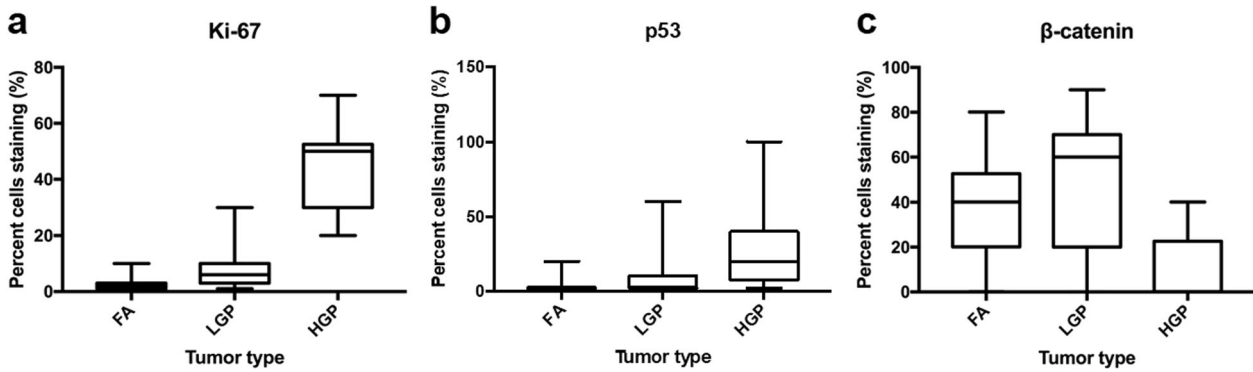 a
Ki-67
Percent cells staining (%)
80
60
40
20
0
FA
LGP
HGP
Tumor type
b
p53
Percent cells staining (%)
150
100
50
0
FA
LGP
HGP
Tumor type
c
β-catenin
Percent cells staining (%)
100
80
60
40
20
0
FA
LGP
HGP
Tumor type